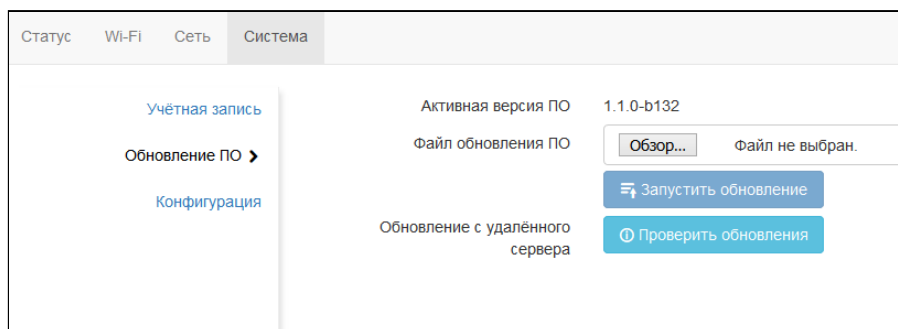 Статус Wi-Fi Сеть Система
Учётная запись
Обновление ПО
Конфигурация
Активная версия ПО 1.1.0-b132
Файл обновления ПО Обзор... Файл не выбран.
Запустить обновление
Обновление с удалённого
сервера
Проверить обновления